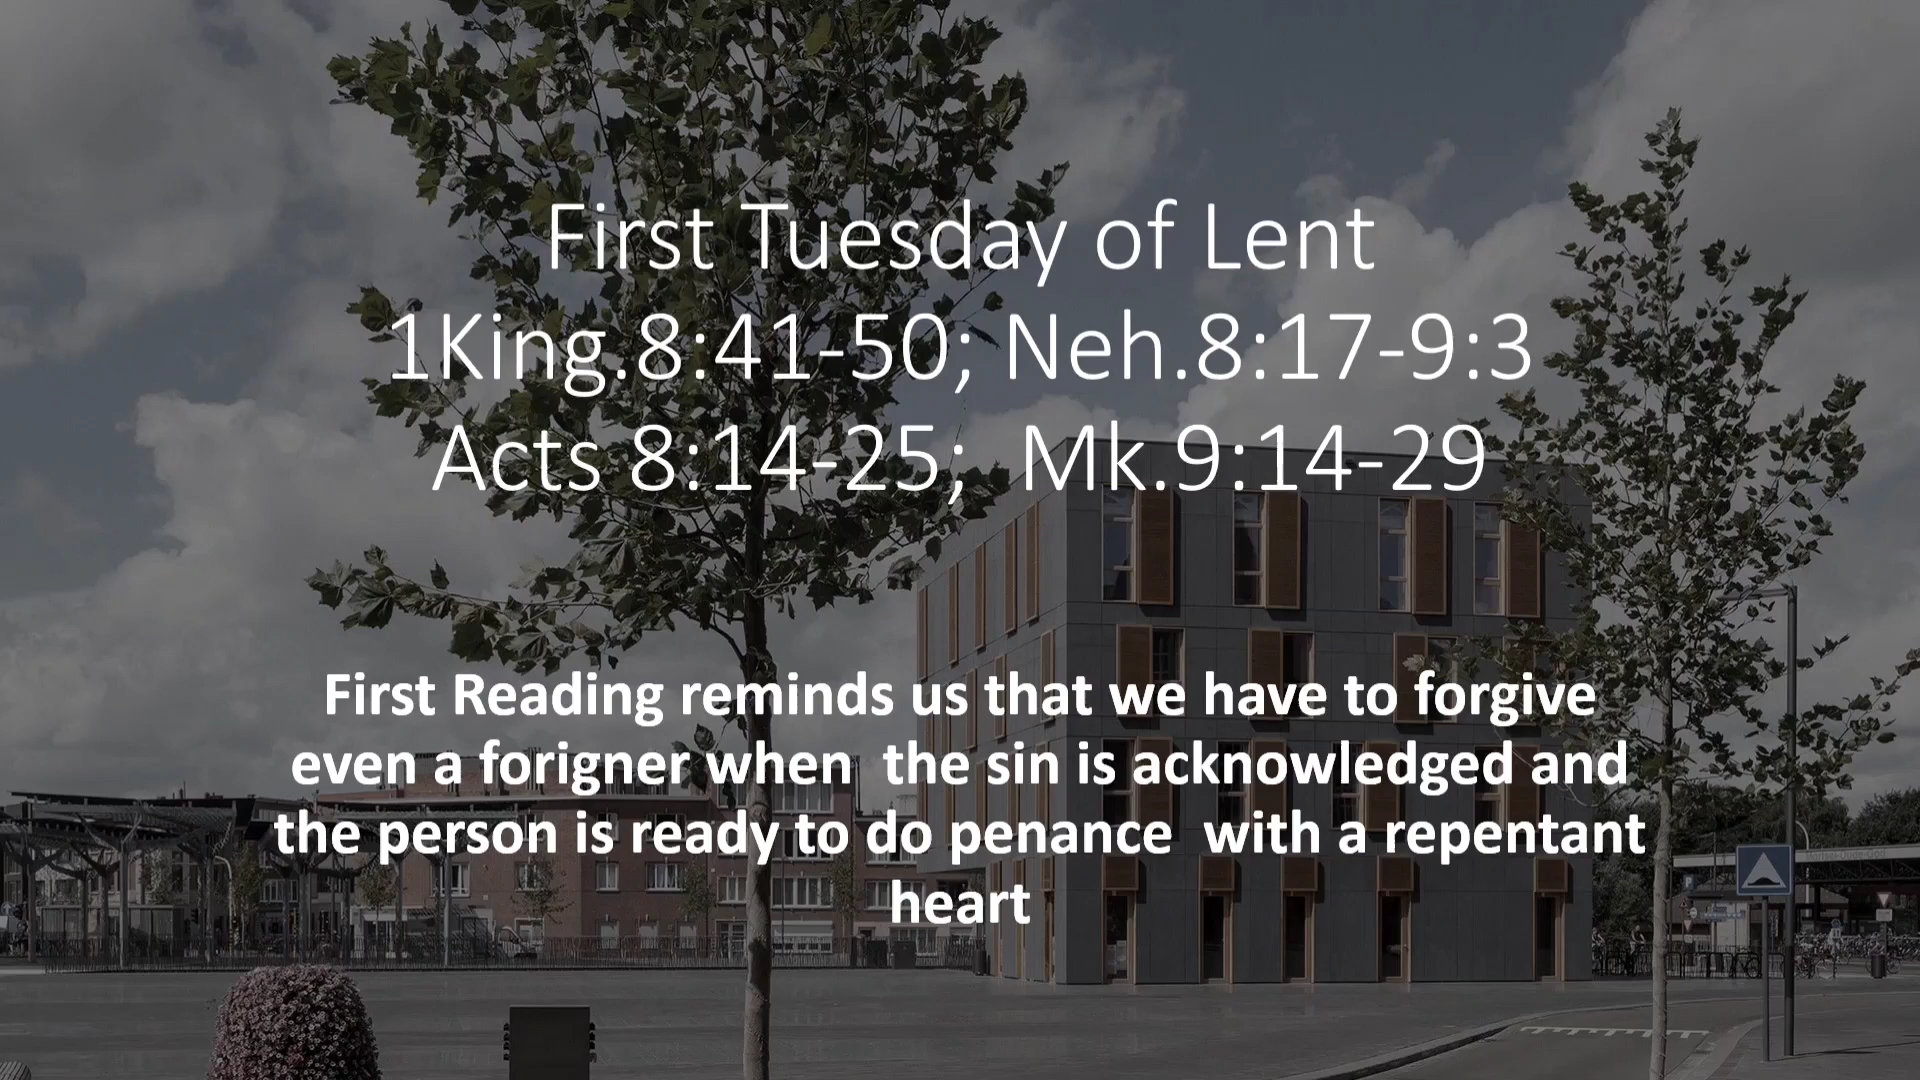 First Tuesday of Lent
1King.8:41-50; Neh.8:17-9:3
Acts 8:14-25;  Mk.9:14-29
First Reading reminds us that we have to forgive
even a forigner when  the sin is acknowledged and
the person is ready to do penance  with a repentant
heart